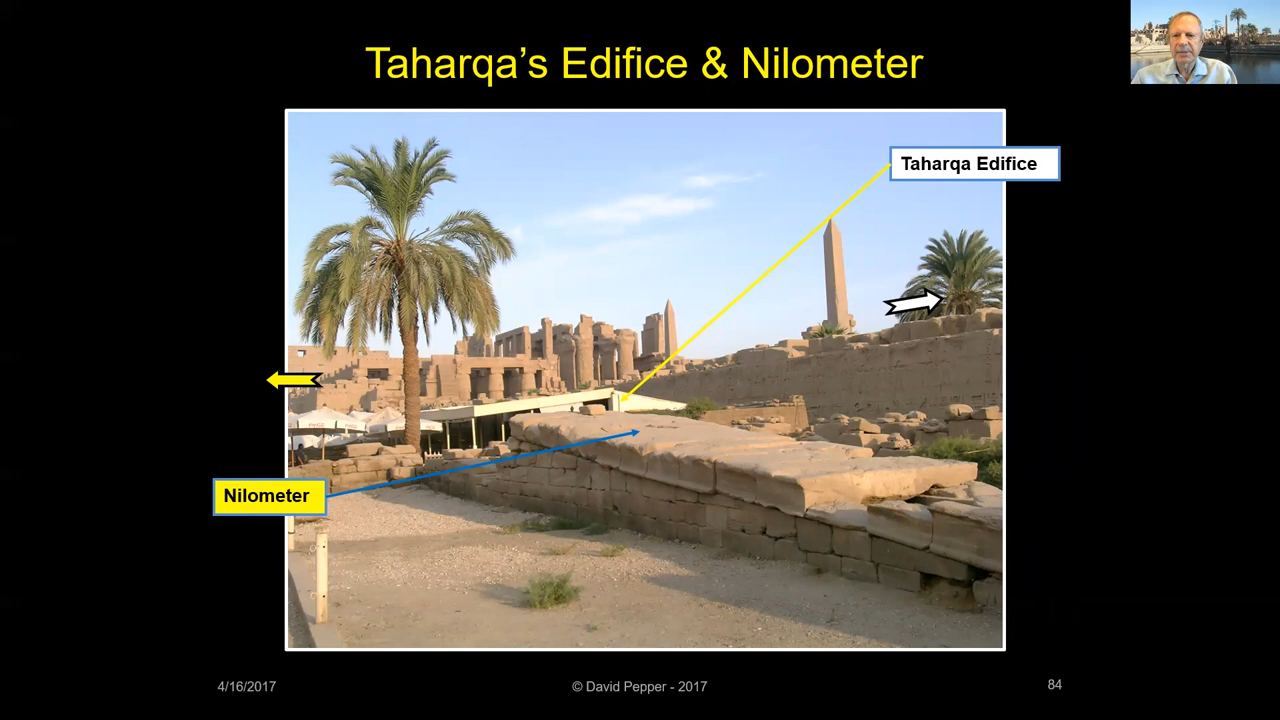 Taharqa’s Edifice & Nilometer
Taharqa Edifice
Nilometer
4/16/2017
© David Pepper - 2017
84